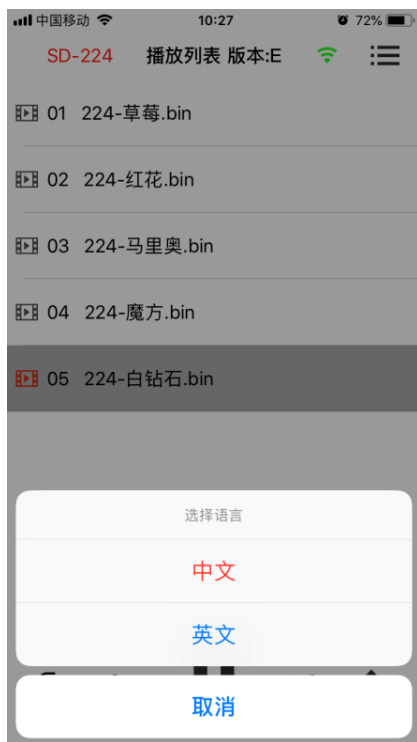 中国移动 10:27 72%
SD-224 播放列表 版本:E
01 224-草莓.bin
02 224-红花.bin
03 224-马里奥.bin
04 224-魔方.bin
05 224-白钻石.bin
选择语言
中文
英文
取消